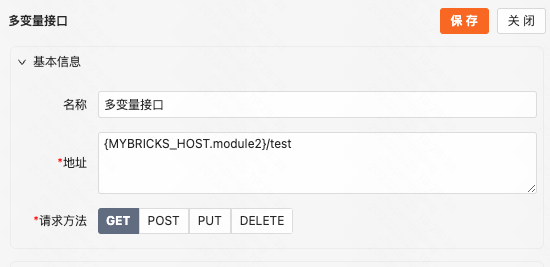 多变量接口
保 存
关 闭
基本信息
名称
多变量接口
*地址
{MYBRICKS_HOST.module2}/test
*请求方法
GET
POST
PUT
DELETE